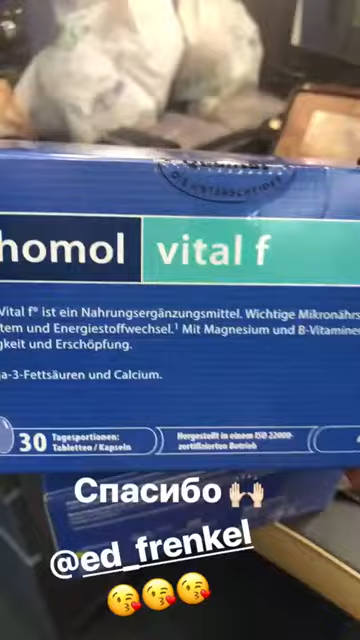 homol vital f
Vital f® ist ein Nahrungsergänzungsmittel. Wichtige Mikronährs
tem und Energiestoffwechsel.¹ Mit Magnesium und B-Vitamine
gkeit und Erschöpfung.
a-3-Fettsäuren und Calcium.
30 Tagesportionen:
Tabletten / Kapseln
Hergestellt in einem ISO 22000-
zertifizierten Betrieb
Спасибо 🙌🏻
@ed_frenkel
😘😘😘